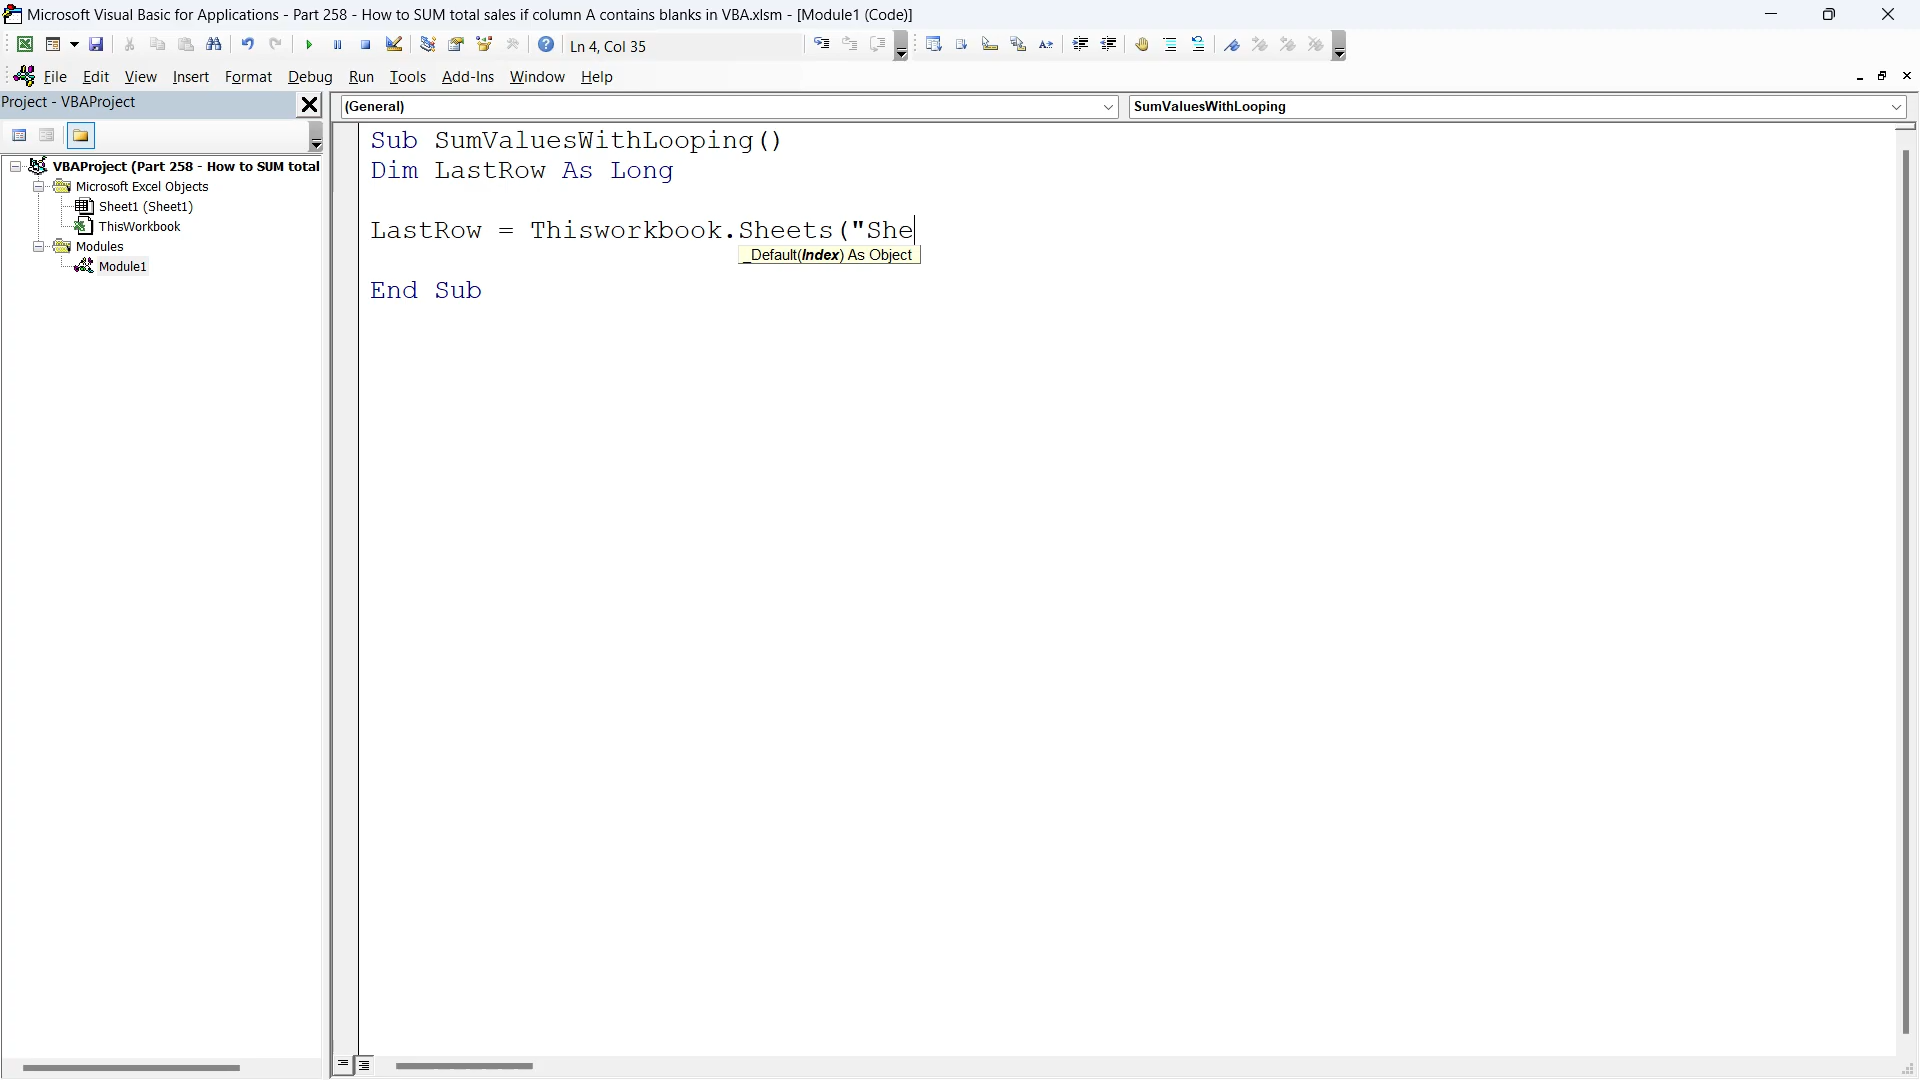 Microsoft Visual Basic for Applications - Part 258 - How to SUM total sales if column A contains blanks in VBA.xlsm - [Module1 (Code)]
Ln 4, Col 35
File Edit View Insert Format Debug Run Tools Add-Ins Window Help
Project - VBAProject
(General)
SumValuesWithLooping
VBAProject (Part 258 - How to SUM total
Microsoft Excel Objects
Sheet1 (Sheet1)
ThisWorkbook
Modules
Module1
Sub SumValuesWithLooping()
Dim LastRow As Long
LastRow = Thisworkbook.Sheets("She
_Default(Index) As Object
End Sub